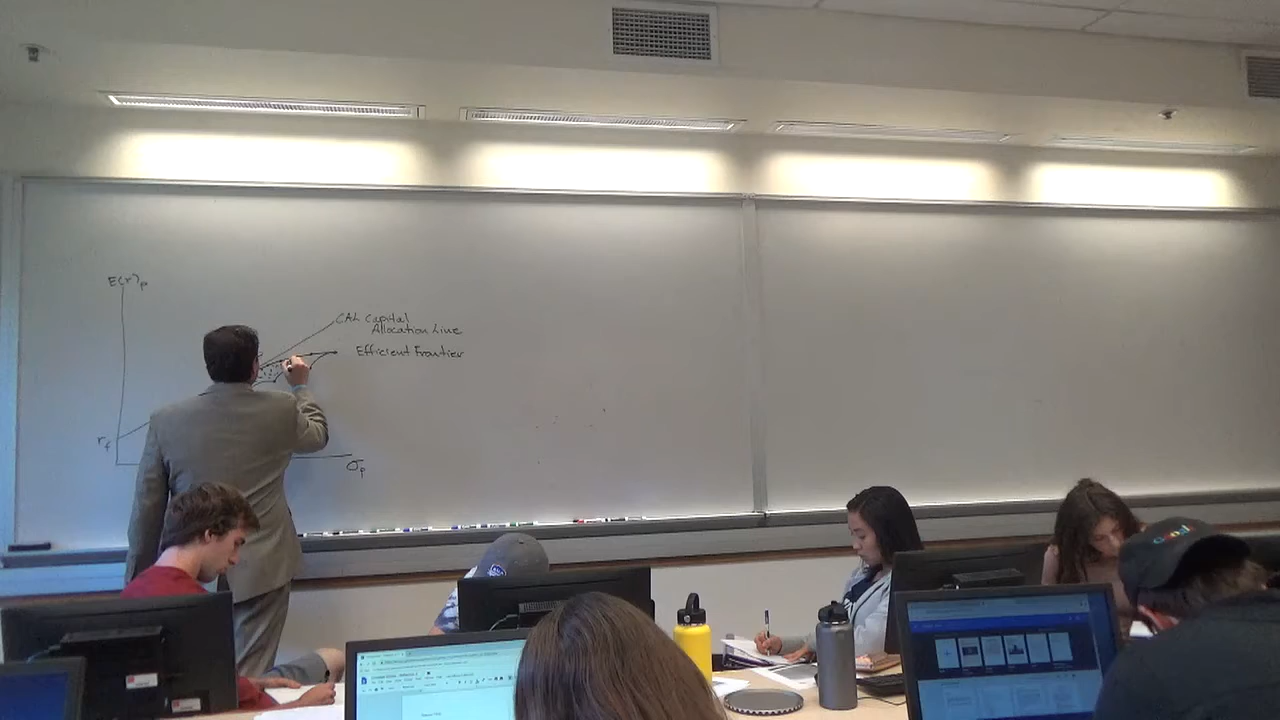 E(r)p
CAL Capital
Allocation Line
Efficient Frontier
rf
σp